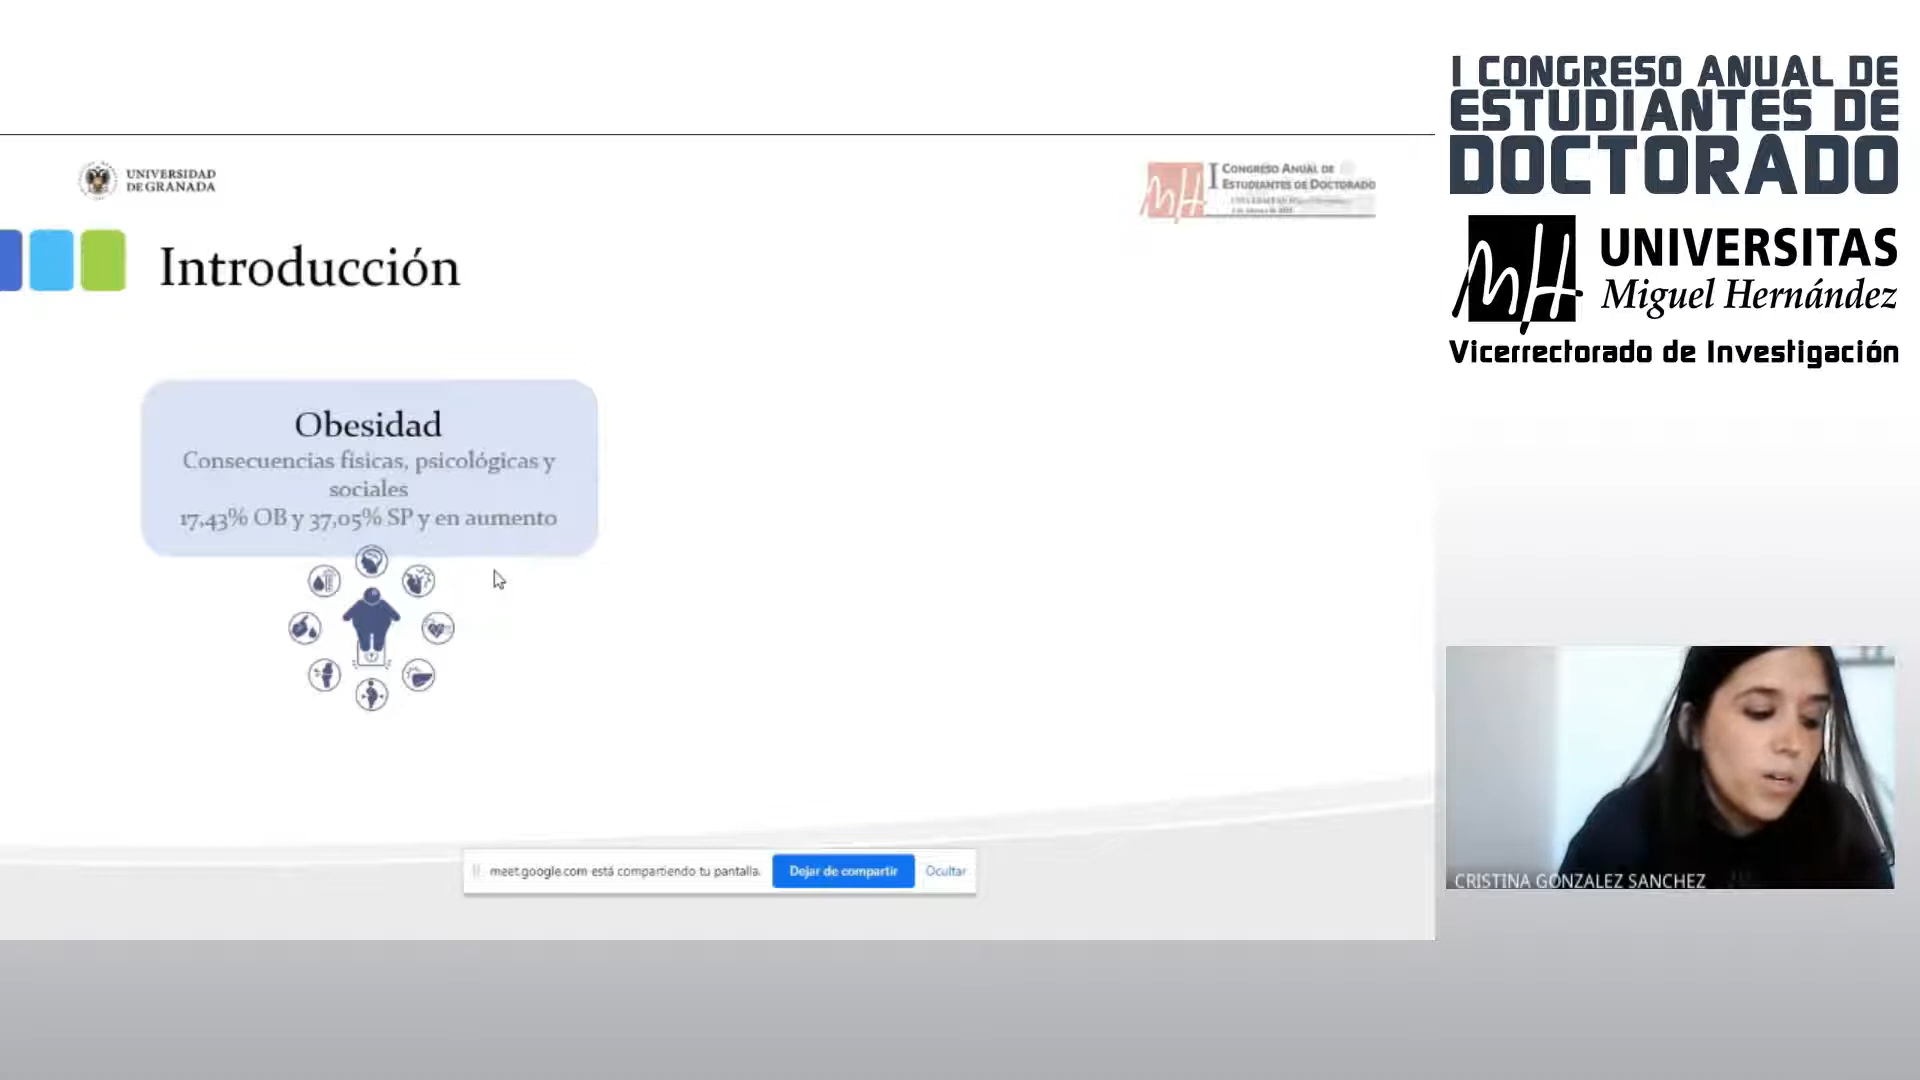 UNIVERSIDAD
DE GRANADA
I CONGRESO ANUAL DE
ESTUDIANTES DE DOCTORADO
Introducción
Obesidad
Consecuencias físicas, psicológicas y
sociales
17,43% OB y 37,05% SP y en aumento
meet.google.com está compartiendo tu pantalla.
Dejar de compartir
Ocultar
I CONGRESO ANUAL DE
ESTUDIANTES DE
DOCTORADO
MH
UNIVERSITAS
Miguel Hernández
Vicerrectorado de Investigación
CRISTINA GONZALEZ SANCHEZ